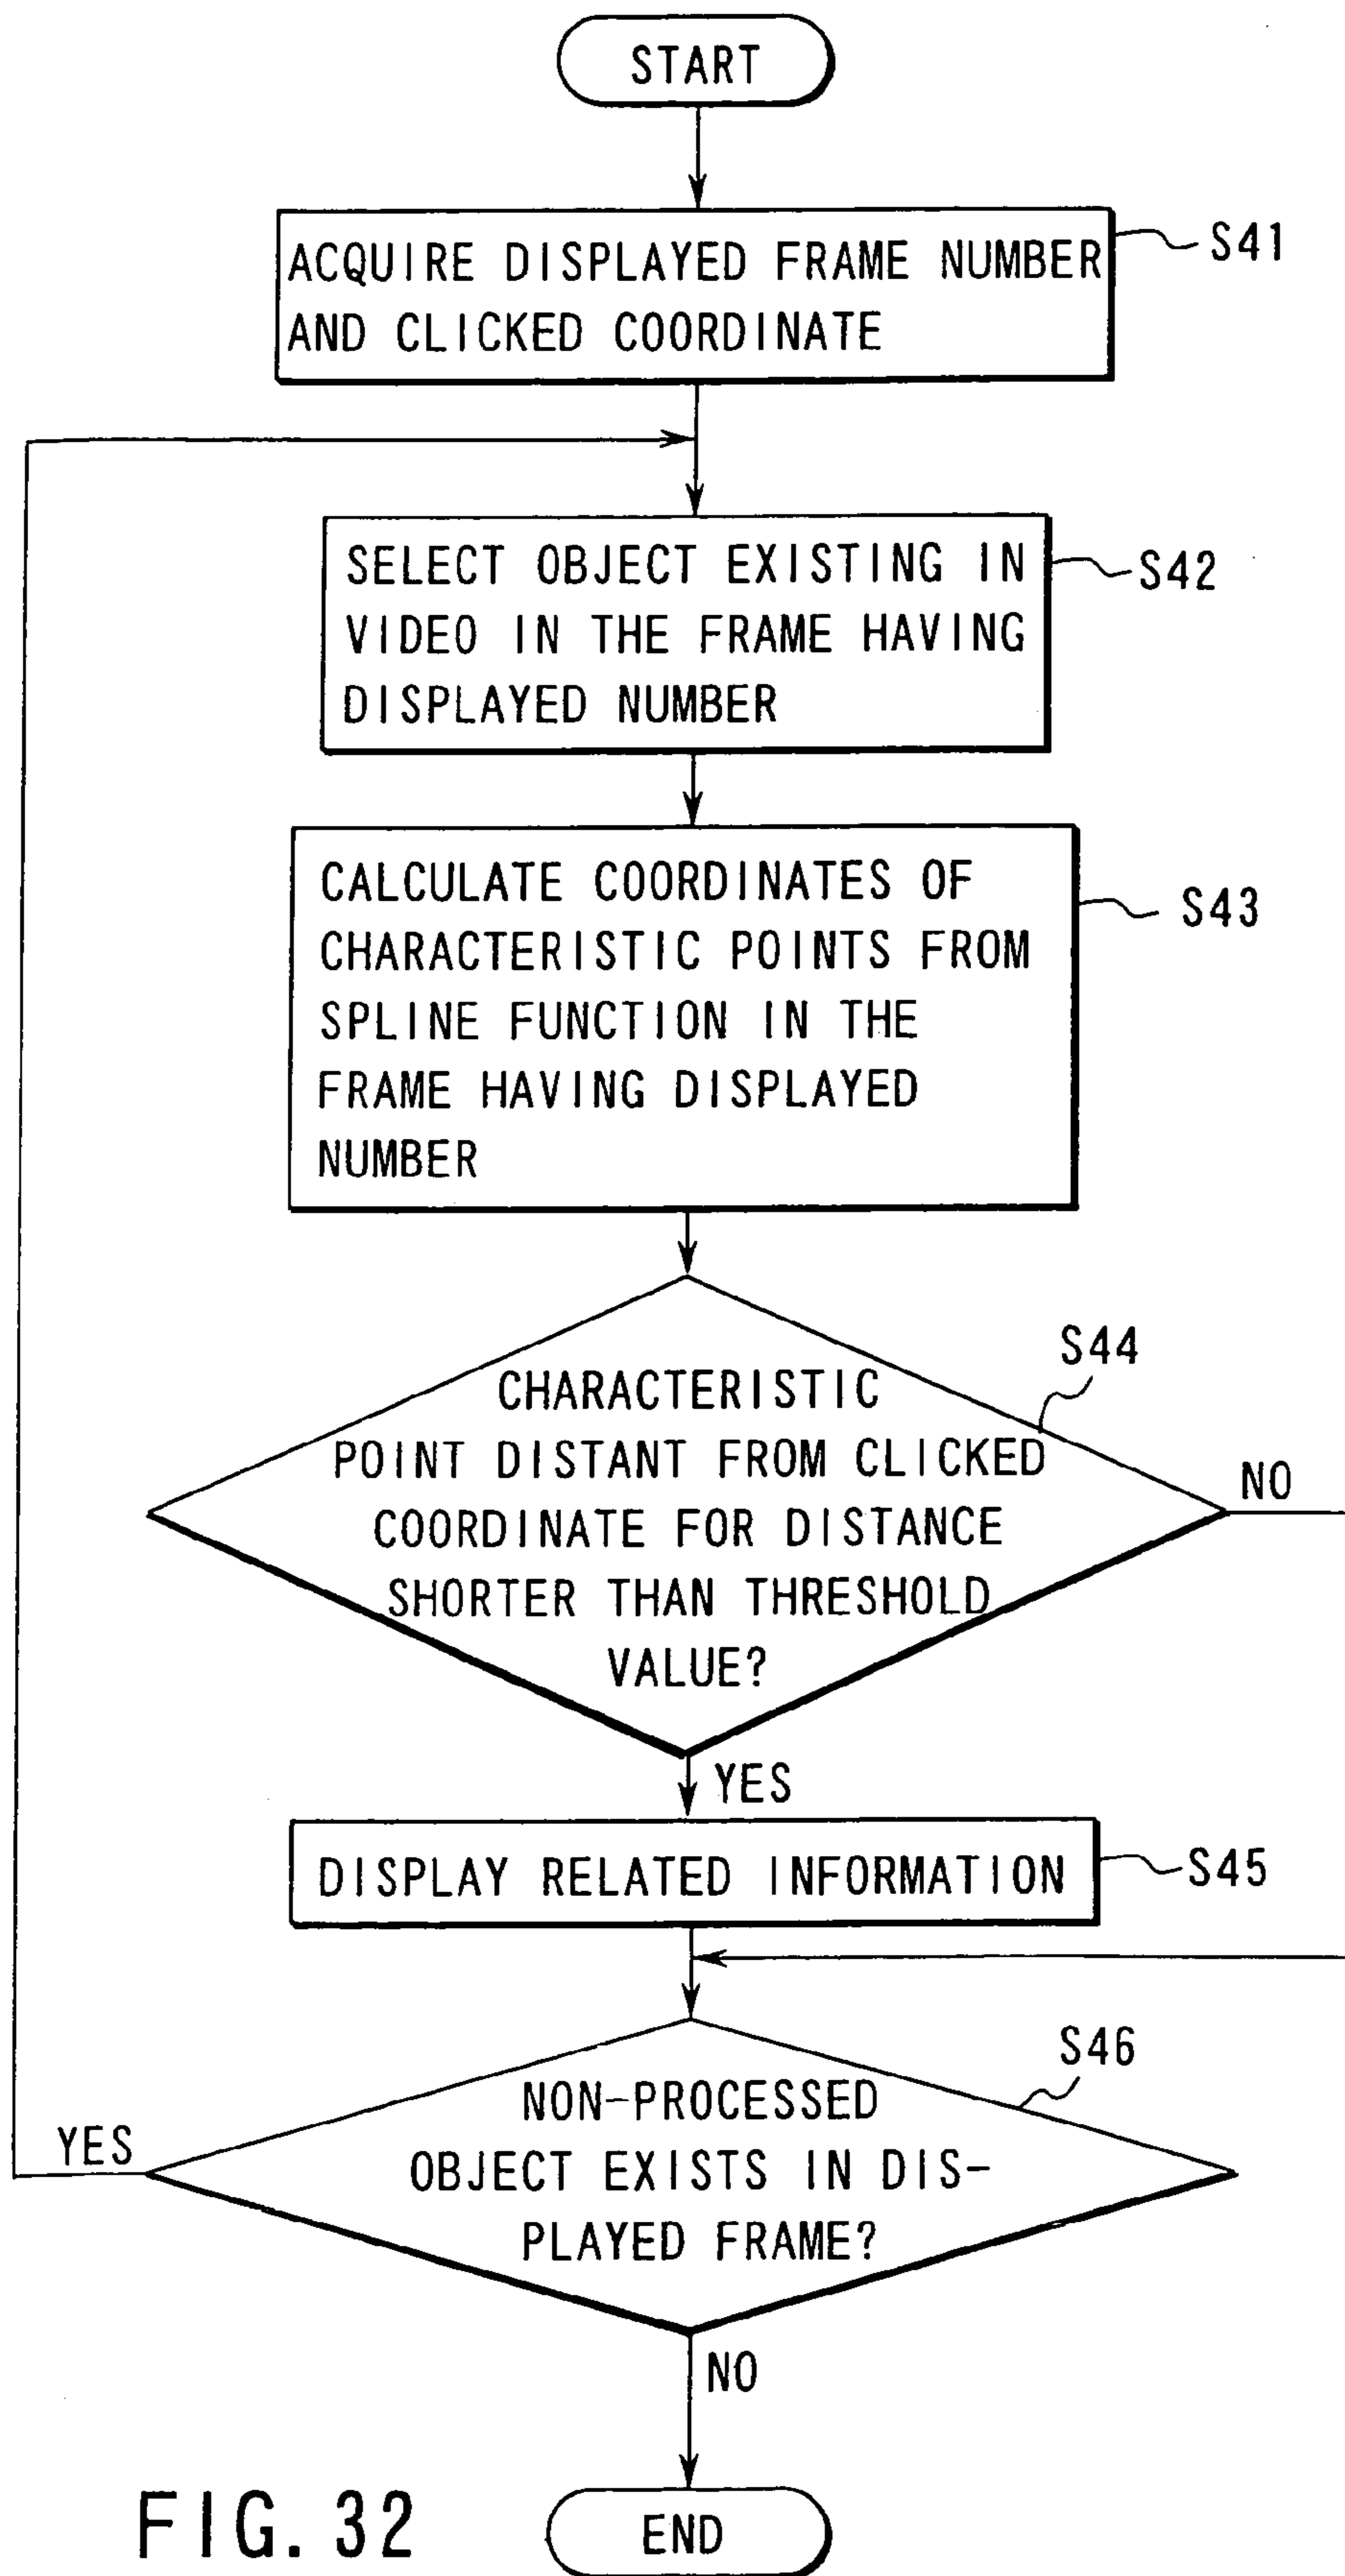 START
ACQUIRE DISPLAYED FRAME NUMBER
AND CLICKED COORDINATE
S41
SELECT OBJECT EXISTING IN
VIDEO IN THE FRAME HAVING
DISPLAYED NUMBER
S42
CALCULATE COORDINATES OF
CHARACTERISTIC POINTS FROM
SPLINE FUNCTION IN THE
FRAME HAVING DISPLAYED
NUMBER
S43
CHARACTERISTIC
POINT DISTANT FROM CLICKED
COORDINATE FOR DISTANCE
SHORTER THAN THRESHOLD
VALUE?
S44
NO
YES
DISPLAY RELATED INFORMATION
S45
NON-PROCESSED
OBJECT EXISTS IN DIS-
PLAYED FRAME?
S46
YES
NO
END
FIG. 32